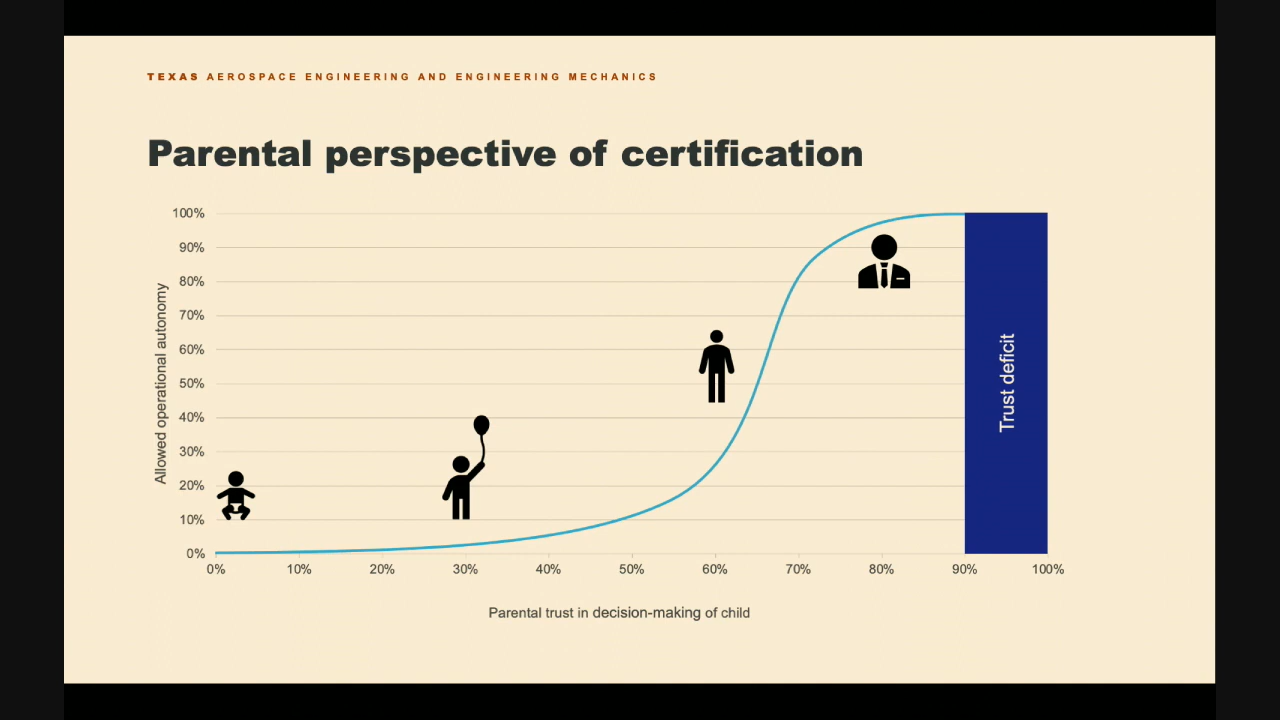 TEXAS AEROSPACE ENGINEERING AND ENGINEERING MECHANICS
Parental perspective of certification
100%
90%
80%
70%
60%
50%
40%
30%
20%
10%
0%
Allowed operational autonomy
Trust deficit
0% 10% 20% 30% 40% 50% 60% 70% 80% 90% 100%
Parental trust in decision-making of child